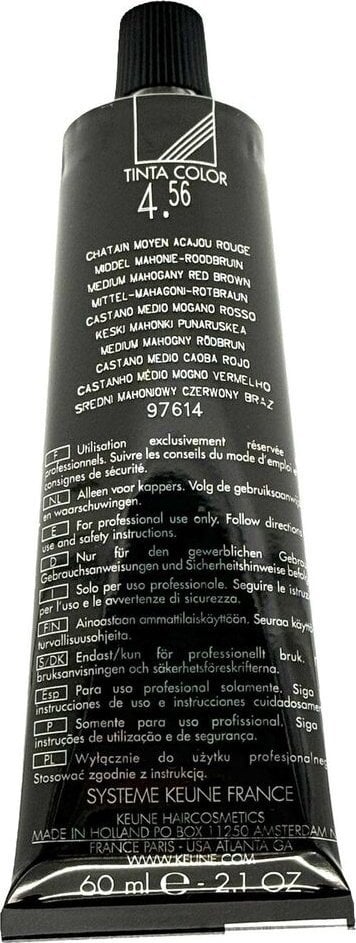 TINTA COLOR
4.56
CHATAIN MOYEN ACAJOU ROUGE
MIDDEL MAHONIE-ROODBRUIN
MEDIUM MAHOGANY RED BROWN
MITTEL-MAHAGONI-ROTBRAUN
CASTANO MEDIO MOGANO ROSSO
KESKI MAHONKI PUNARUSKEA
MEDIUM MAHOGNY RÖDBRUN
CASTANO MEDIO CAOBA ROJO
CASTANHO MÉDIO MOGNO VERMELHO
SREDNI MAHONIOWY CZERWONY BRAZ
97614
F Utilisation exclusivement réservée
professionnels. Suivre les conseils du mode d'emploi e
consignes de sécurité.
NL Alleen voor kappers. Volg de gebruiksaanwij
en waarschuwingen.
E For professional use only. Follow direction
use and safety instructions.
D Nur für den gewerblichen Gebrau
Gebrauchsanweisungen und Sicherheitshinweise befol
I Solo per uso professionale. Seguire le istruz
per l'uso e le avvertenze di sicurezza.
FIN Ainoastaan ammattilaiskäyttöön. Seuraa käyttö
turvallisuusohjeita.
S/DK Endast/kun för professionellt bruk.
bruksanvisningen och säkerhetsföreskrifterna.
Esp Para uso profesional solamente. Siga
instrucciones de uso e instrucciones cuidadosamen
P Somente para uso profissional. Siga
instruções de utilização e de segurança.
PL Wyłącznie do użytku profesjonalneg
Stosować zgodnie z instrukcją.
SYSTEME KEUNE FRANCE
KEUNE HAIRCOSMETICS
MADE IN HOLLAND PO BOX 11250 AMSTERDAM N
FRANCE PARIS - USA ATLANTA GA
WWW.KEUNE.COM
60 ml e - 2.1 OZ